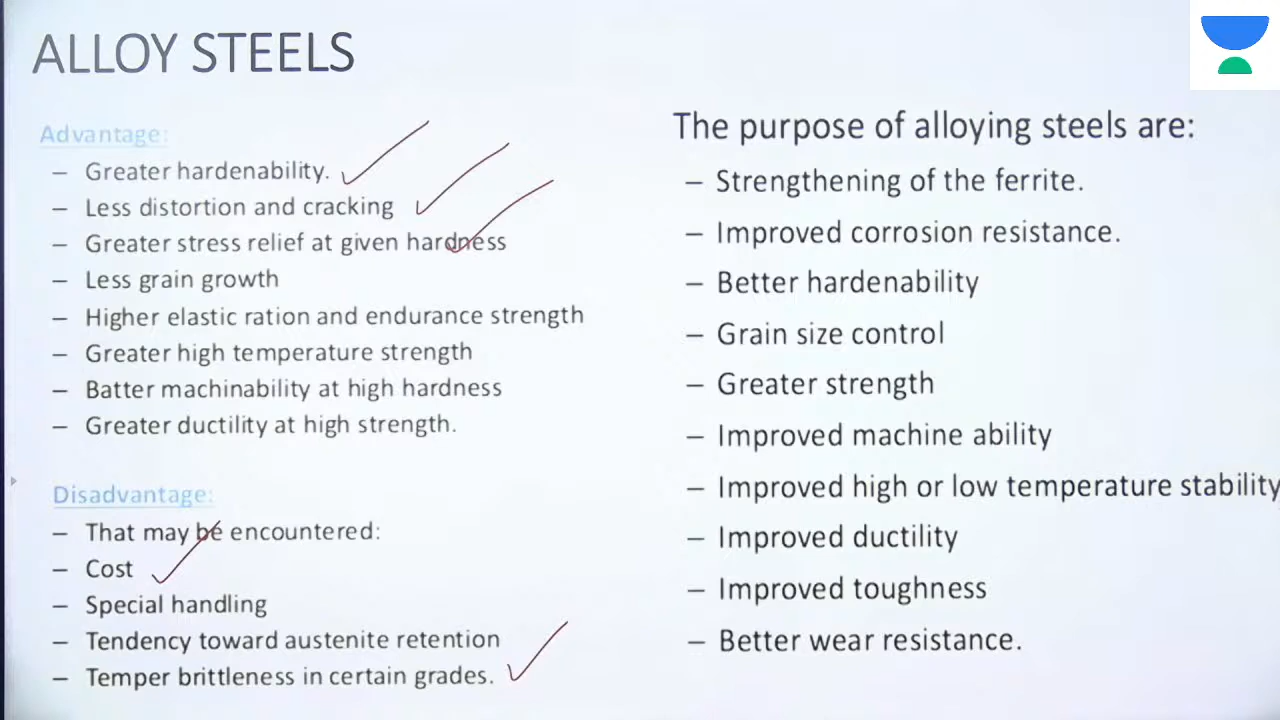 ALLOY STEELS
Advantage:
– Greater hardenability.
– Less distortion and cracking
– Greater stress relief at given hardness
– Less grain growth
– Higher elastic ration and endurance strength
– Greater high temperature strength
– Batter machinability at high hardness
– Greater ductility at high strength.
Disadvantage:
– That may be encountered:
– Cost
– Special handling
– Tendency toward austenite retention
– Temper brittleness in certain grades.
The purpose of alloying steels are:
– Strengthening of the ferrite.
– Improved corrosion resistance.
– Better hardenability
– Grain size control
– Greater strength
– Improved machine ability
– Improved high or low temperature stability
– Improved ductility
– Improved toughness
– Better wear resistance.